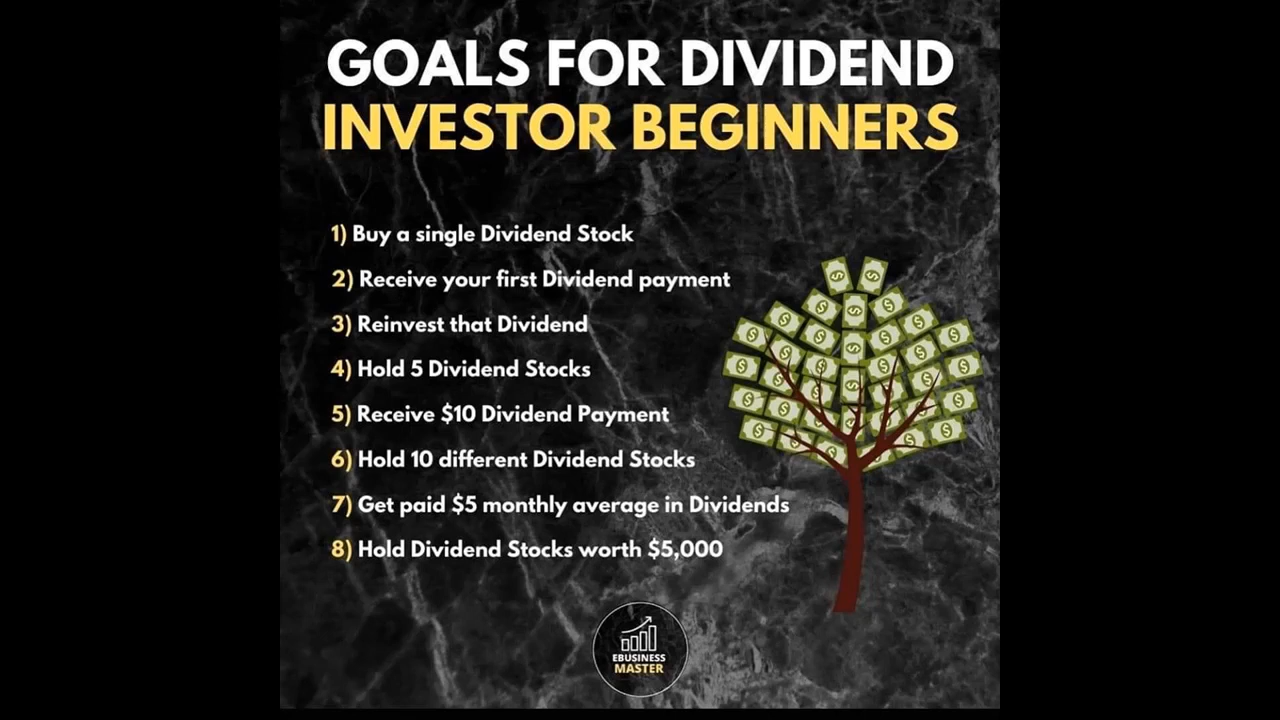 GOALS FOR DIVIDEND
INVESTOR BEGINNERS
1) Buy a single Dividend Stock
2) Receive your first Dividend payment
3) Reinvest that Dividend
4) Hold 5 Dividend Stocks
5) Receive $10 Dividend Payment
6) Hold 10 different Dividend Stocks
7) Get paid $5 monthly average in Dividends
8) Hold Dividend Stocks worth $5,000
EBUSINESS
MASTER